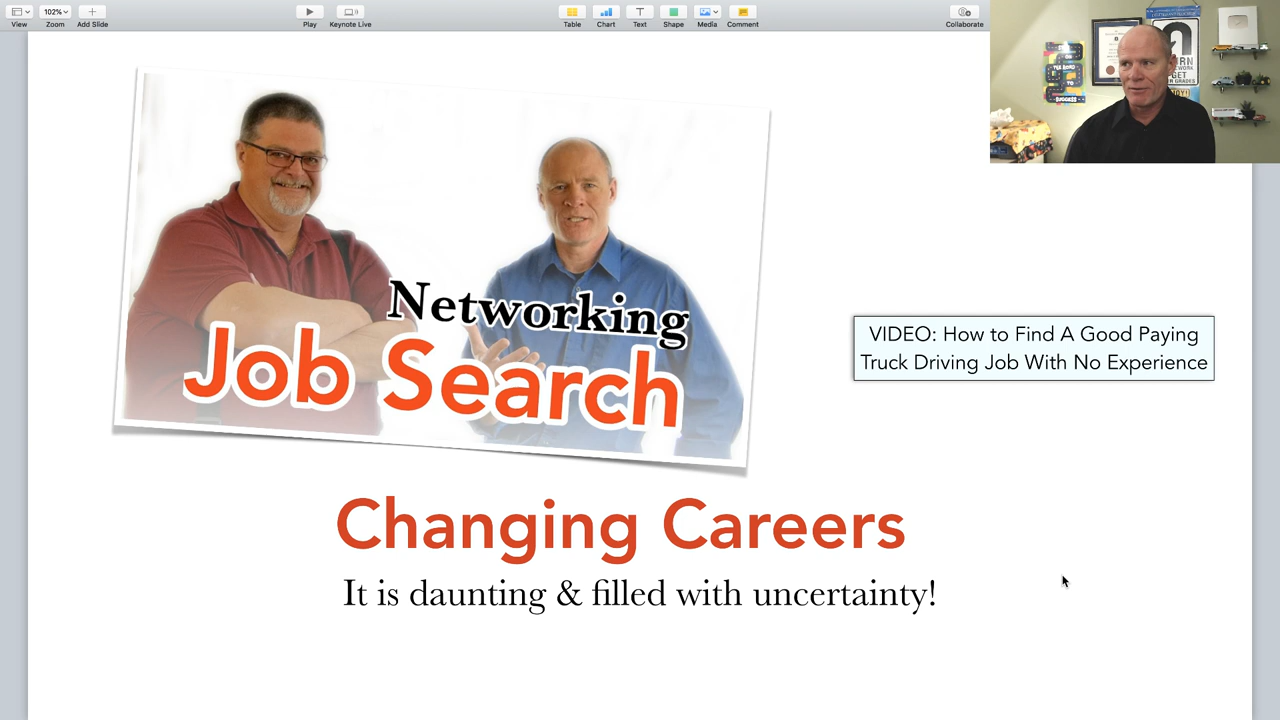 View
102%
Zoom
Add Slide
Play
Keynote Live
Table
Chart
Text
Shape
Media
Comment
Collaborate
Networking
Job Search
VIDEO: How to Find A Good Paying
Truck Driving Job With No Experience
Changing Careers
It is daunting & filled with uncertainty!